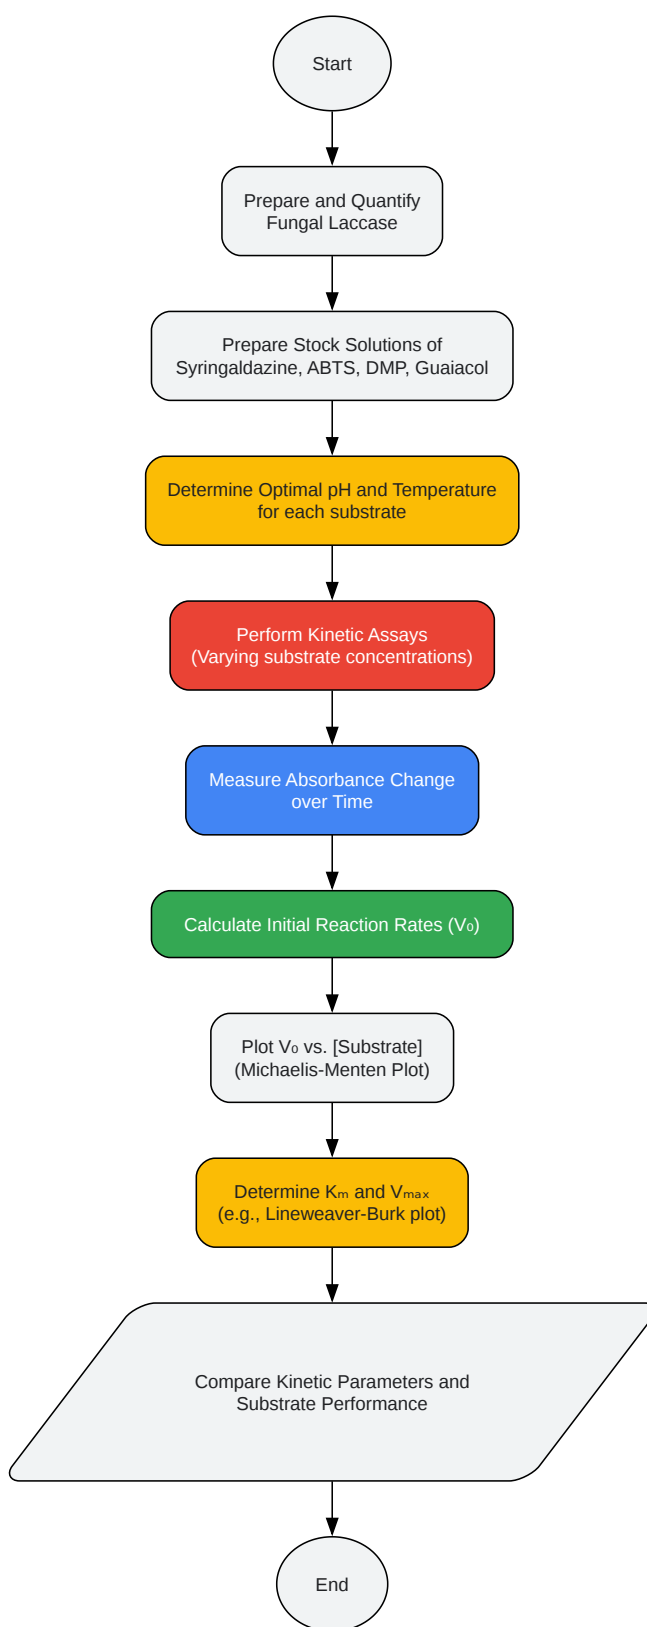 Start
Prepare and Quantify
Fungal Laccase
Prepare Stock Solutions of
Syringaldazine, ABTS, DMP, Guaiacol
Determine Optimal pH and Temperature
for each substrate
Perform Kinetic Assays
(Varying substrate concentrations)
Measure Absorbance Change
over Time
Calculate Initial Reaction Rates (V₀)
Plot V₀ vs. [Substrate]
(Michaelis-Menten Plot)
Determine Kₘ and Vₘₐₓ
(e.g., Lineweaver-Burk plot)
Compare Kinetic Parameters and
Substrate Performance
End